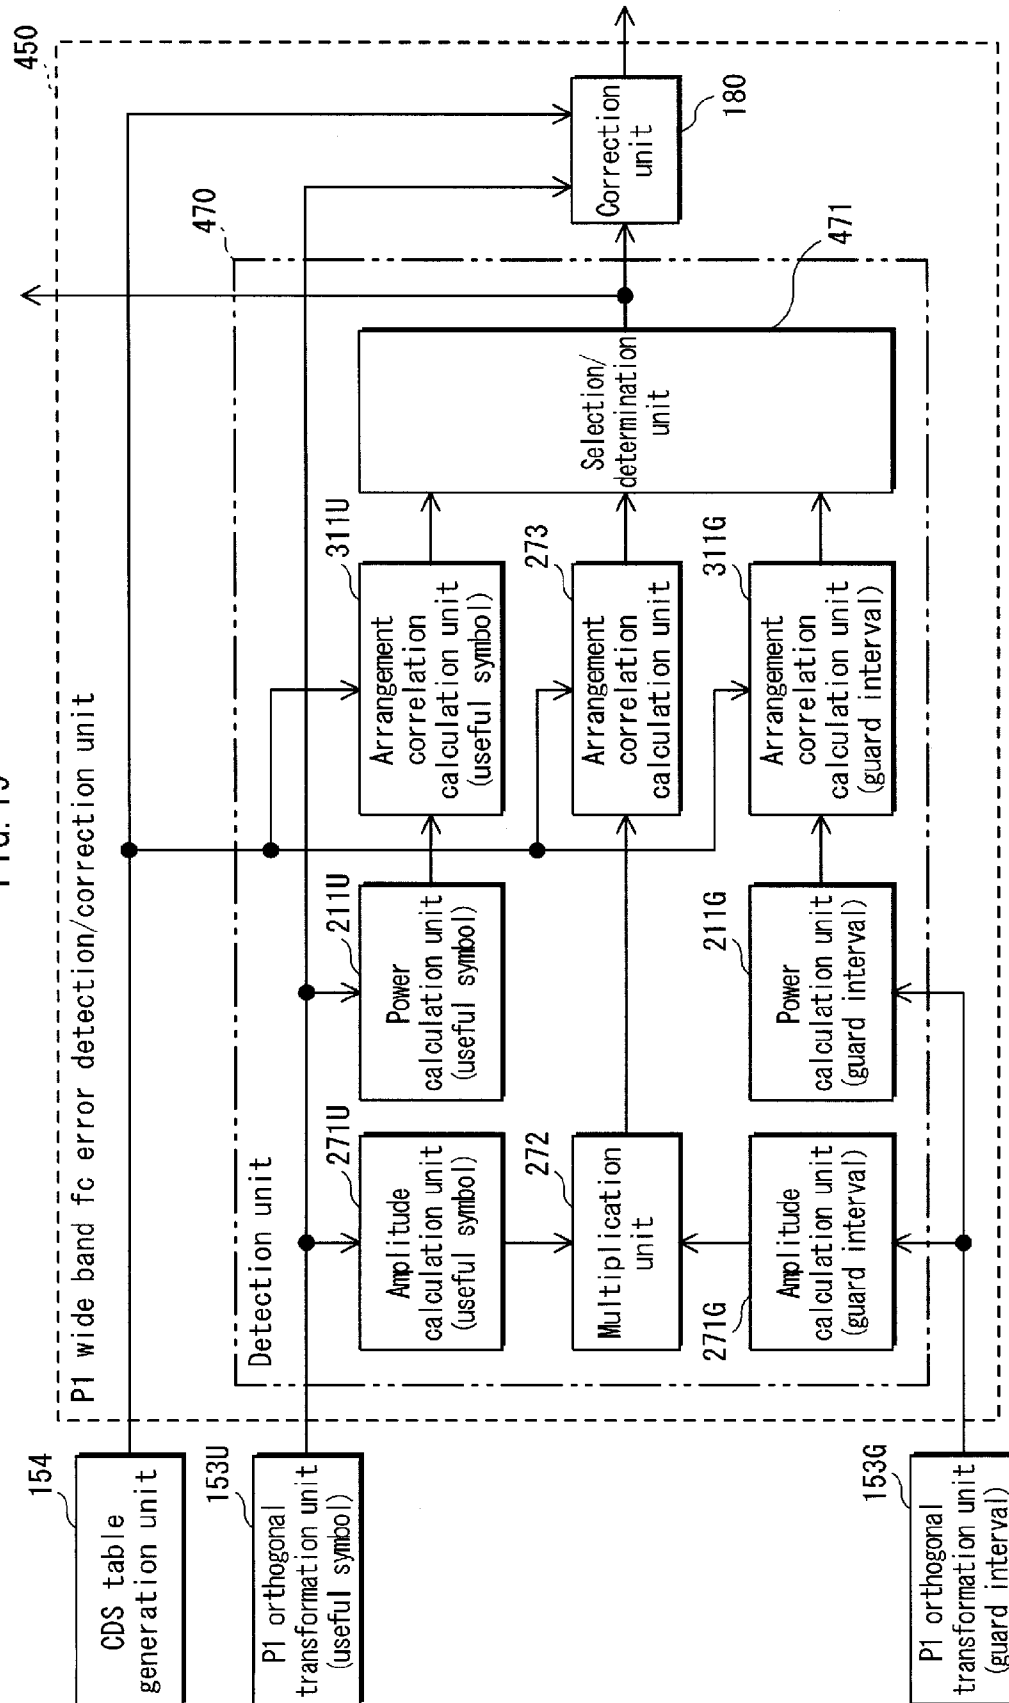 450
P1 wide band fc error detection/correction unit
154
CDS table
generation unit
153U
P1 orthogonal
transformation unit
(useful symbol)
153G
P1 orthogonal
transformation unit
(guard interval)
470
Detection unit
271U
Amplitude
calculation unit
(useful symbol)
272
Multiplication
unit
271G
Amplitude
calculation unit
(guard interval)
211U
Power
calculation unit
(useful symbol)
211G
Power
calculation unit
(guard interval)
311U
Arrangement
correlation
calculation unit
(useful symbol)
273
Arrangement
correlation
calculation unit
311G
Arrangement
correlation
calculation unit
(guard interval)
Selection/
determination
unit
471
Correction
unit
180